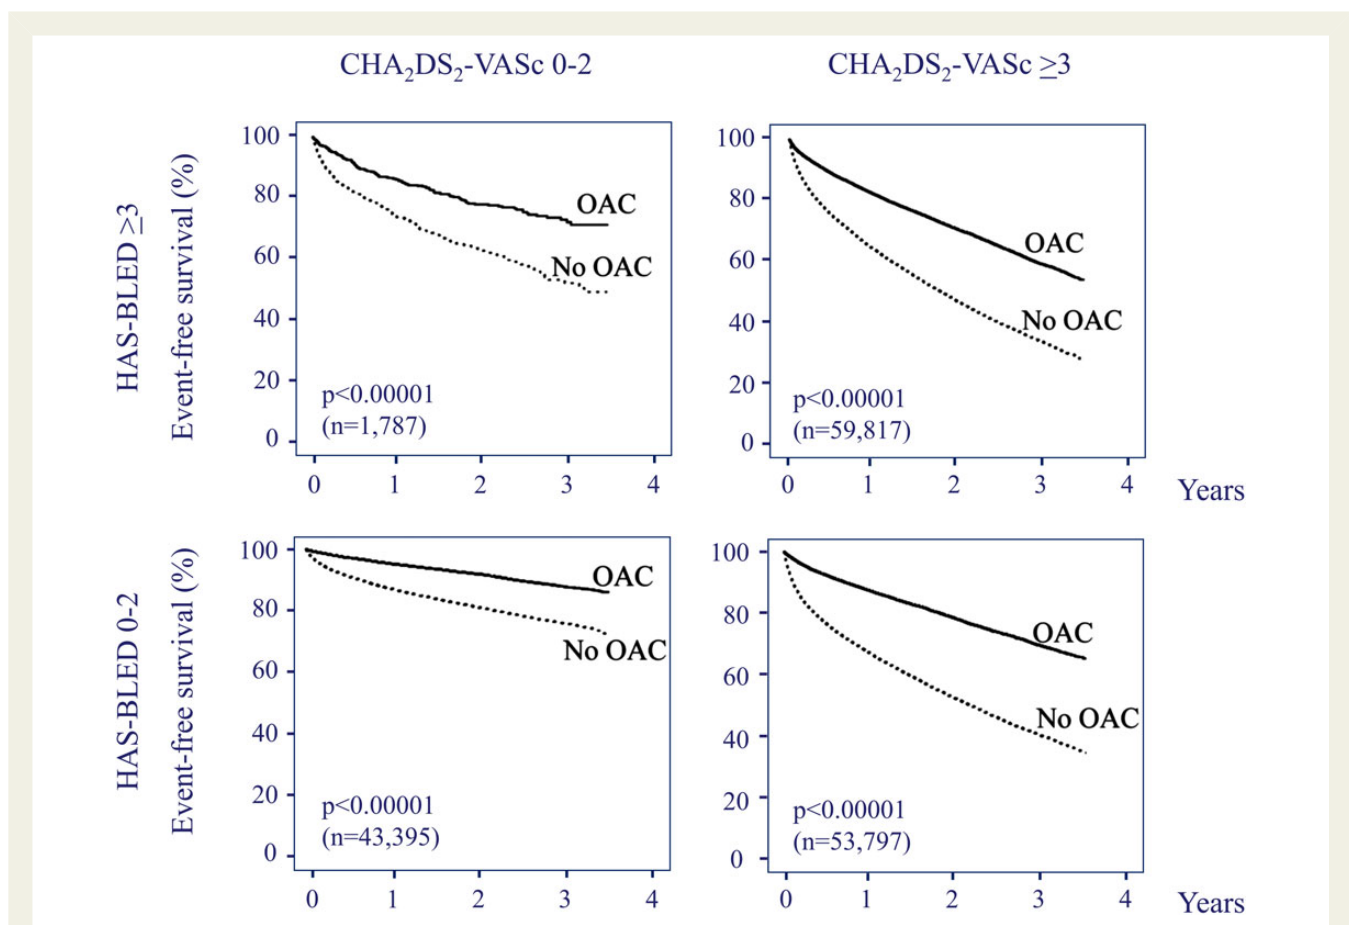 CHA₂DS₂-VASc 0-2
CHA₂DS₂-VASc ≥3
HAS-BLED ≥3
Event-free survival (%)
100
80
60
40
20
0
OAC
No OAC
p<0.00001
(n=1,787)
0 1 2 3 4
100
80
60
40
20
0
OAC
No OAC
p<0.00001
(n=59,817)
0 1 2 3 4 Years
HAS-BLED 0-2
Event-free survival (%)
100
80
60
40
20
0
OAC
No OAC
p<0.00001
(n=43,395)
0 1 2 3 4
100
80
60
40
20
0
OAC
No OAC
p<0.00001
(n=53,797)
0 1 2 3 4 Years